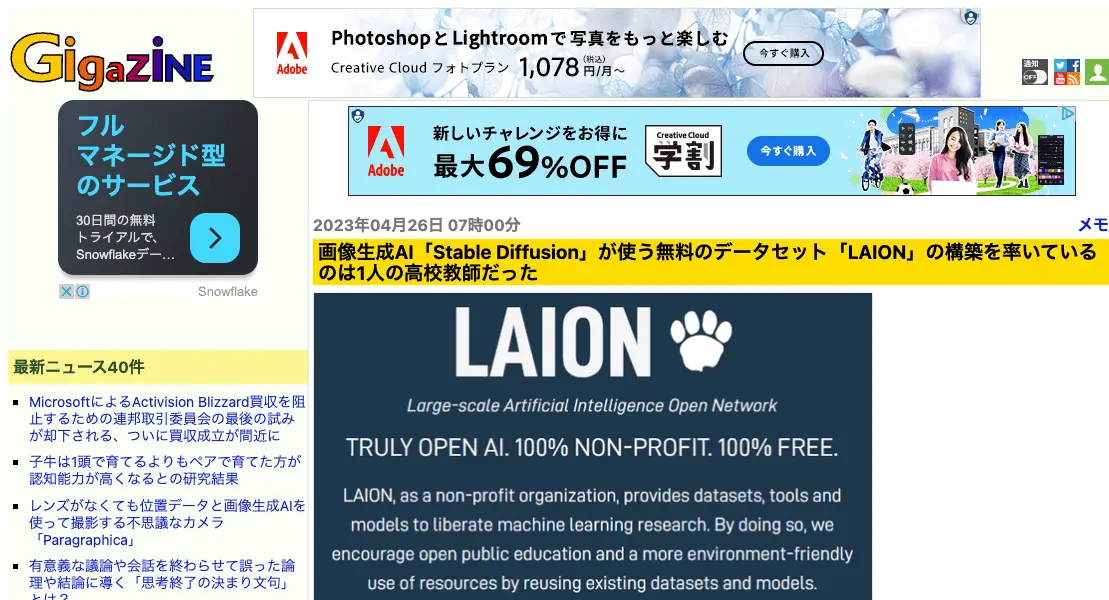 GIGAZINE
Adobe
PhotoshopとLightroomで写真をもっと楽しむ
Creative Cloud フォトプラン 1,078(税込)円/月〜
今すぐ購入
通知
OFF
フル
マネージド型
のサービス
30日間の無料
トライアルで、
Snowflakeデー...
Snowflake
Adobe
新しいチャレンジをお得に
最大69%OFF
Creative Cloud
学割
今すぐ購入
2023年04月26日 07時00分
メモ
画像生成AI「Stable Diffusion」が使う無料のデータセット「LAION」の構築を率いている
のは1人の高校教師だった
最新ニュース40件
MicrosoftによるActivision Blizzard買収を阻
止するための連邦取引委員会の最後の試み
が却下される、ついに買収成立が間近に
子牛は1頭で育てるよりもペアで育てた方が
認知能力が高くなるとの研究結果
レンズがなくても位置データと画像生成AIを
使って撮影する不思議なカメラ
「Paragraphica」
有意義な議論や会話を終わらせて誤った論
理や結論に導く「思考終了の決まり文句」
とは？
LAION
Large-scale Artificial Intelligence Open Network
TRULY OPEN AI. 100% NON-PROFIT. 100% FREE.
LAION, as a non-profit organization, provides datasets, tools and
models to liberate machine learning research. By doing so, we
encourage open public education and a more environment-friendly
use of resources by reusing existing datasets and models.